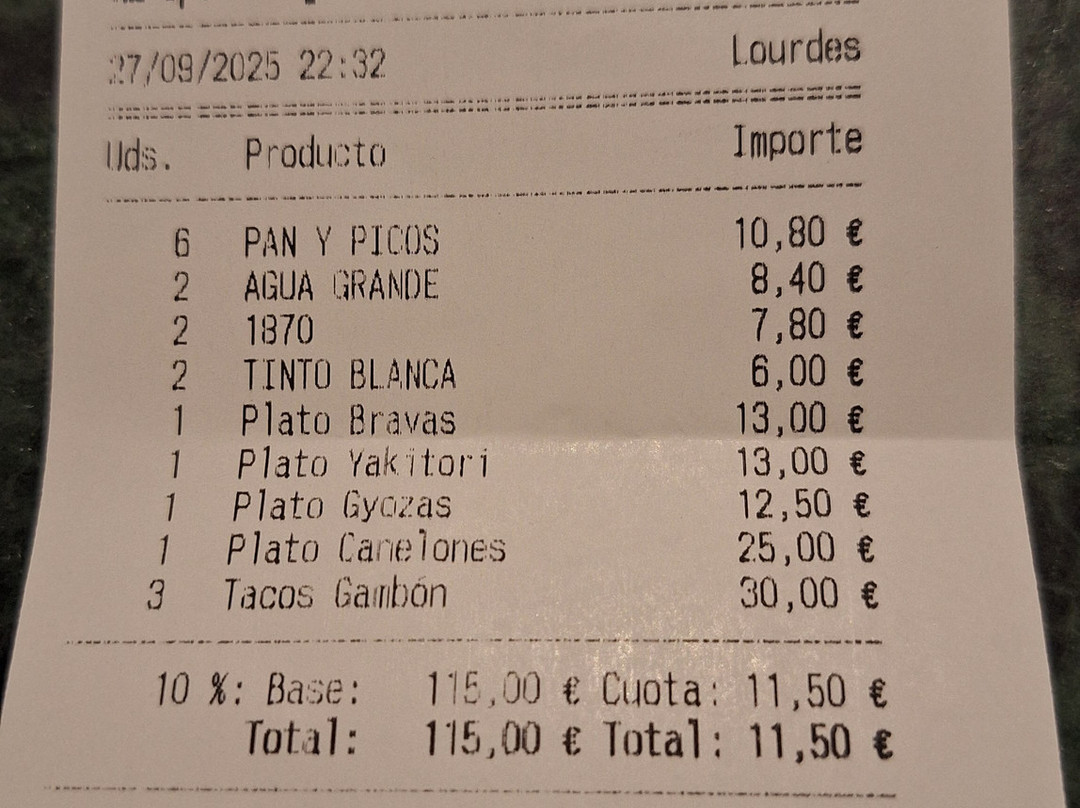 27/09/2025 22:32 Lourdes
Uds. Producto Importe
6 PAN Y PICOS 10,80 €
2 AGUA GRANDE 8,40 €
2 1870 7,80 €
2 TINTO BLANCA 6,00 €
1 Plato Bravas 13,00 €
1 Plato Yakitori 13,00 €
1 Plato Gyozas 12,50 €
1 Plato Canelones 25,00 €
3 Tacos Gambón 30,00 €
10 %: Base: 115,00 € Cuota: 11,50 €
Total: 115,00 € Total: 11,50 €